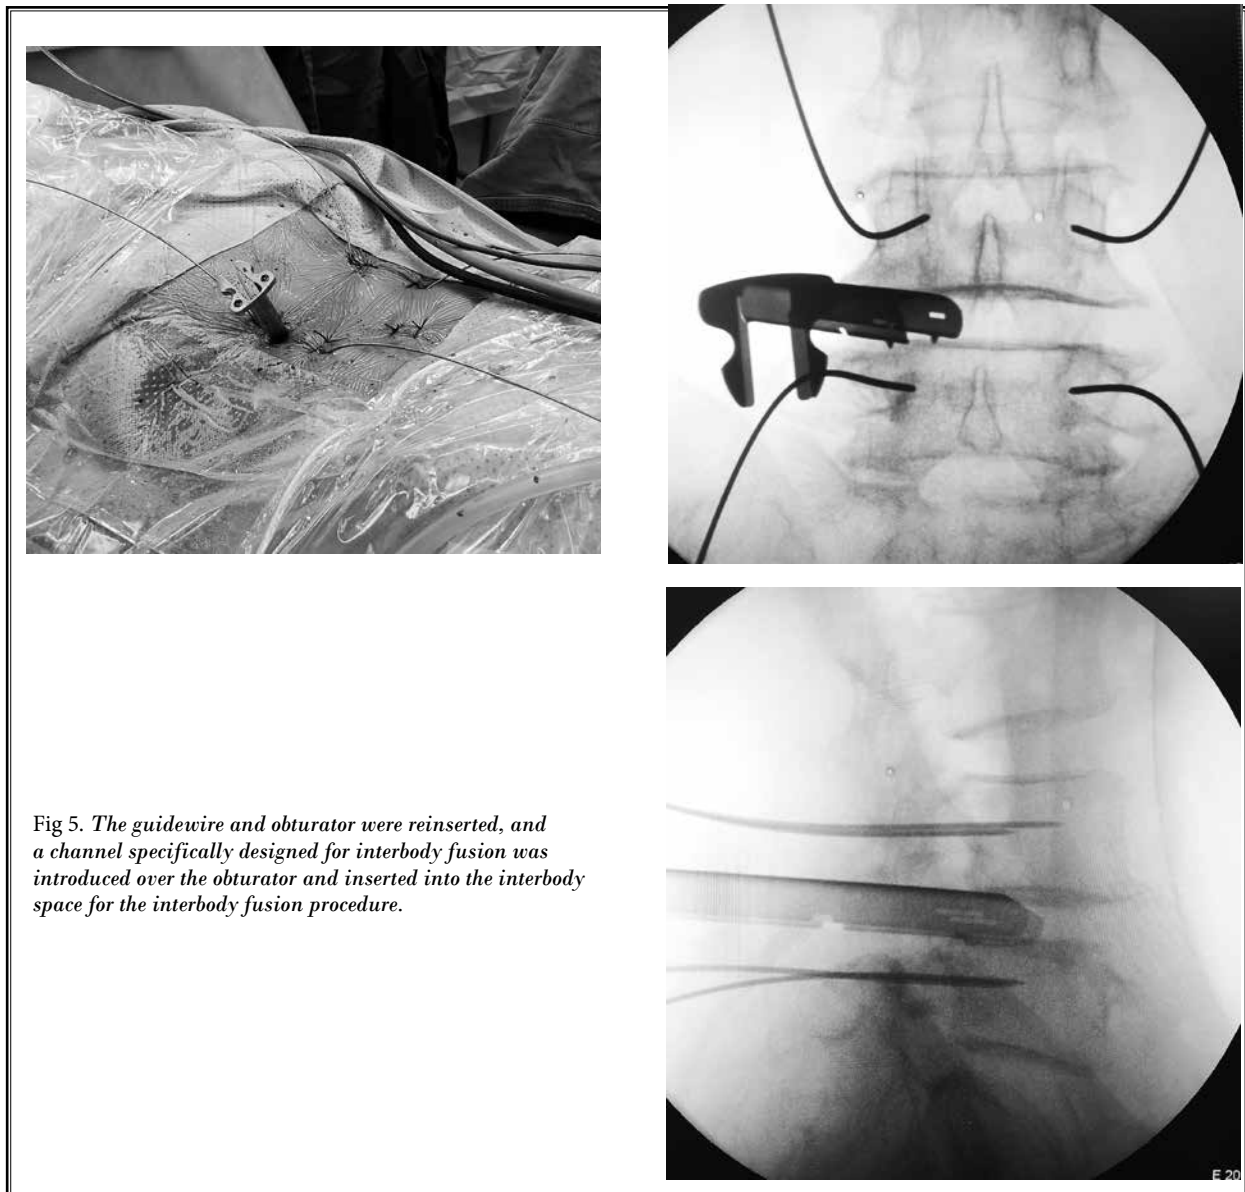 Fig 5. The guidewire and obturator were reinserted, and
a channel specifically designed for interbody fusion was
introduced over the obturator and inserted into the interbody
space for the interbody fusion procedure.
E 20